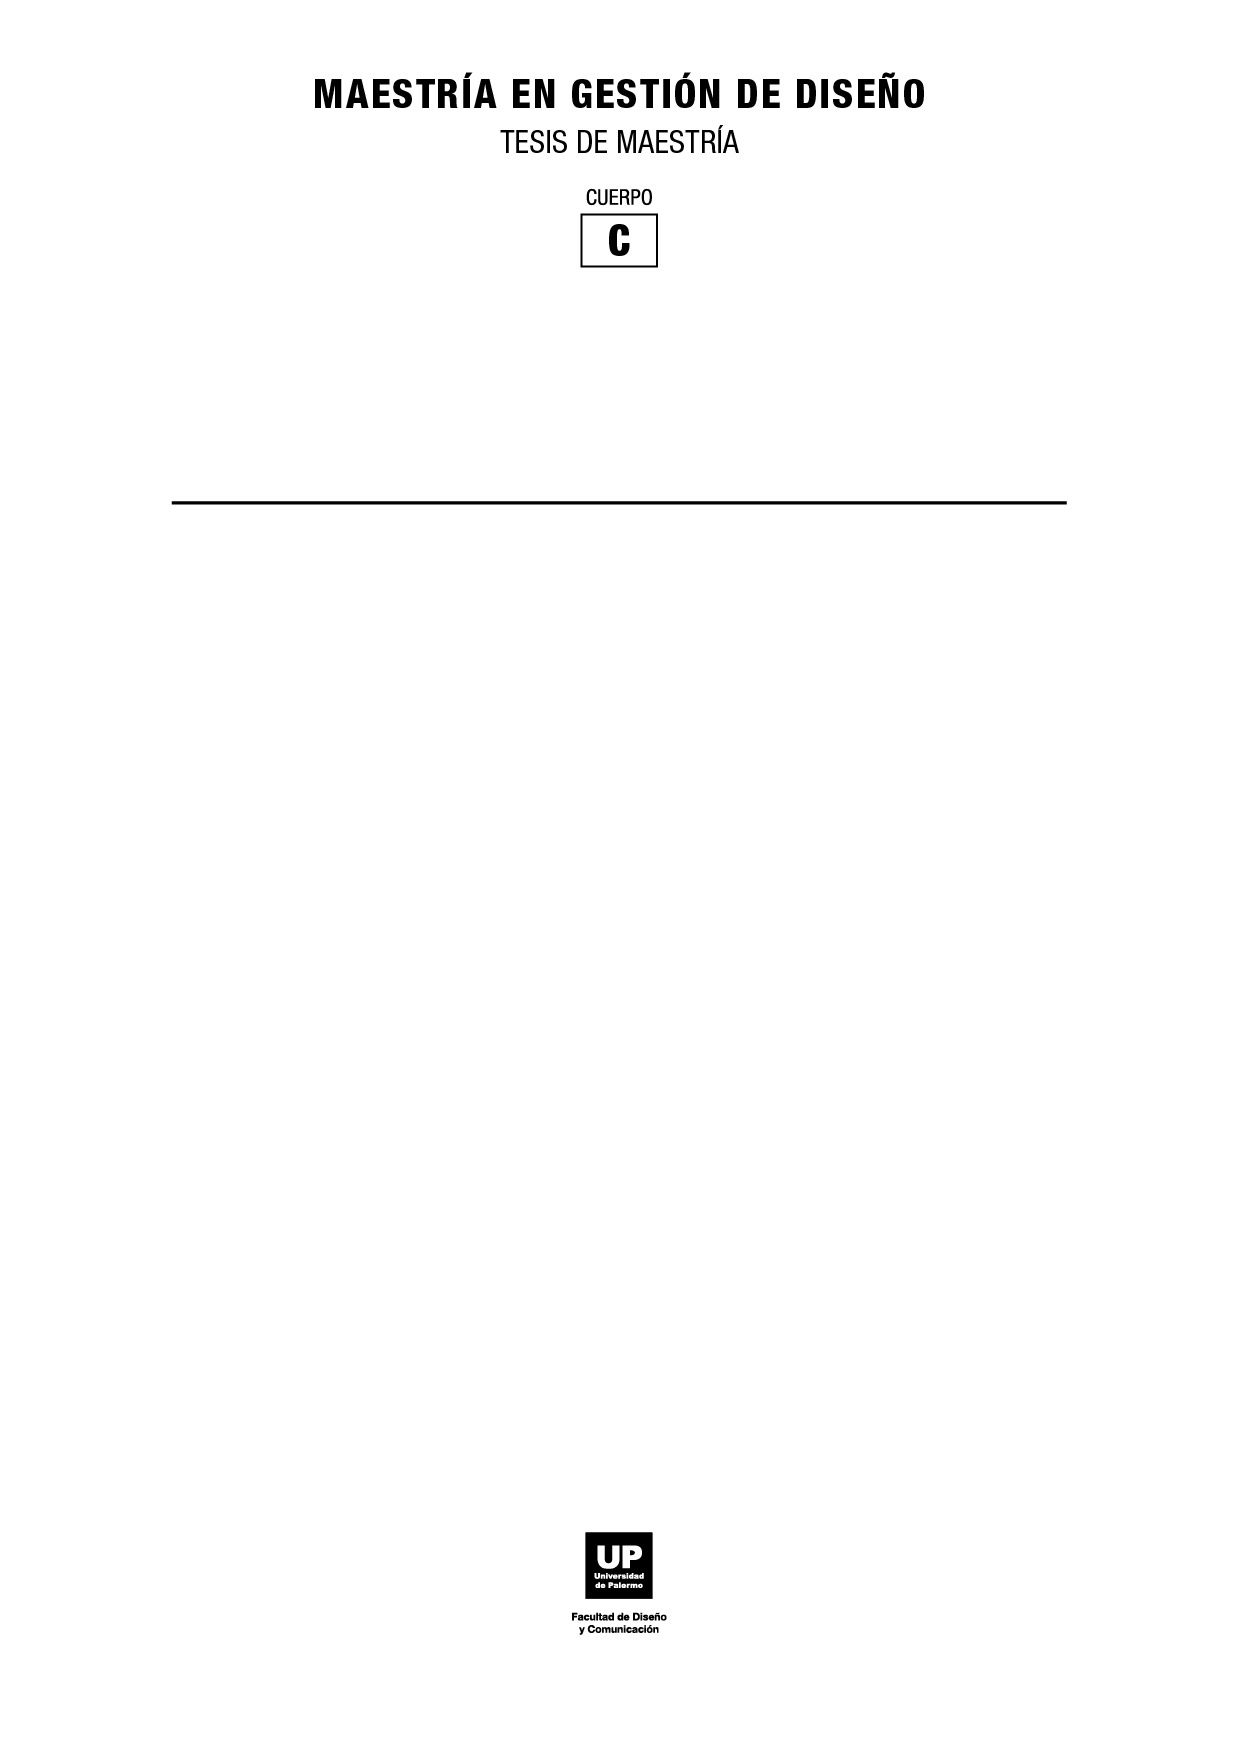 MAESTRÍA EN GESTIÓN DE DISEÑO
TESIS DE MAESTRÍA
CUERPO
C
UP
Universidad
de Palermo
Facultad de Diseño
y Comunicación